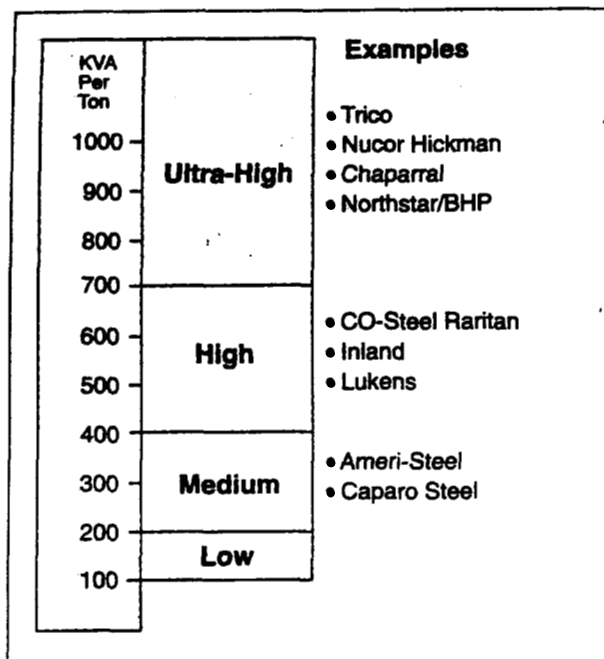 KVA
Per
Ton
1000
900
800
700
600
500
400
300
200
100
Ultra-High
High
Medium
Low
Examples
• Trico
• Nucor Hickman
• Chaparral
• Northstar/BHP
• CO-Steel Raritan
• Inland
• Lukens
• Ameri-Steel
• Caparo Steel